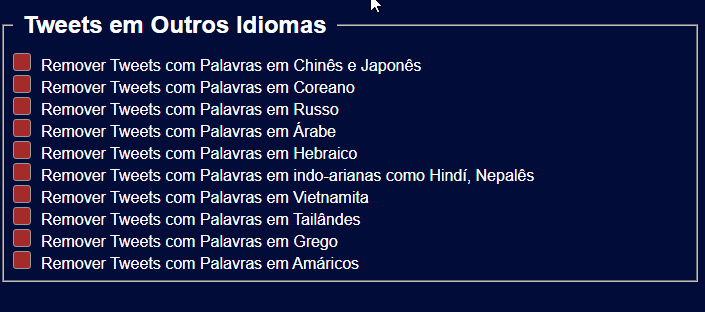 Tweets em Outros Idiomas
Remover Tweets com Palavras em Chinês e Japonês
Remover Tweets com Palavras em Coreano
Remover Tweets com Palavras em Russo
Remover Tweets com Palavras em Árabe
Remover Tweets com Palavras em Hebraico
Remover Tweets com Palavras em indo-arianas como Hindí, Nepalês
Remover Tweets com Palavras em Vietnamita
Remover Tweets com Palavras em Tailândes
Remover Tweets com Palavras em Grego
Remover Tweets com Palavras em Amáricos